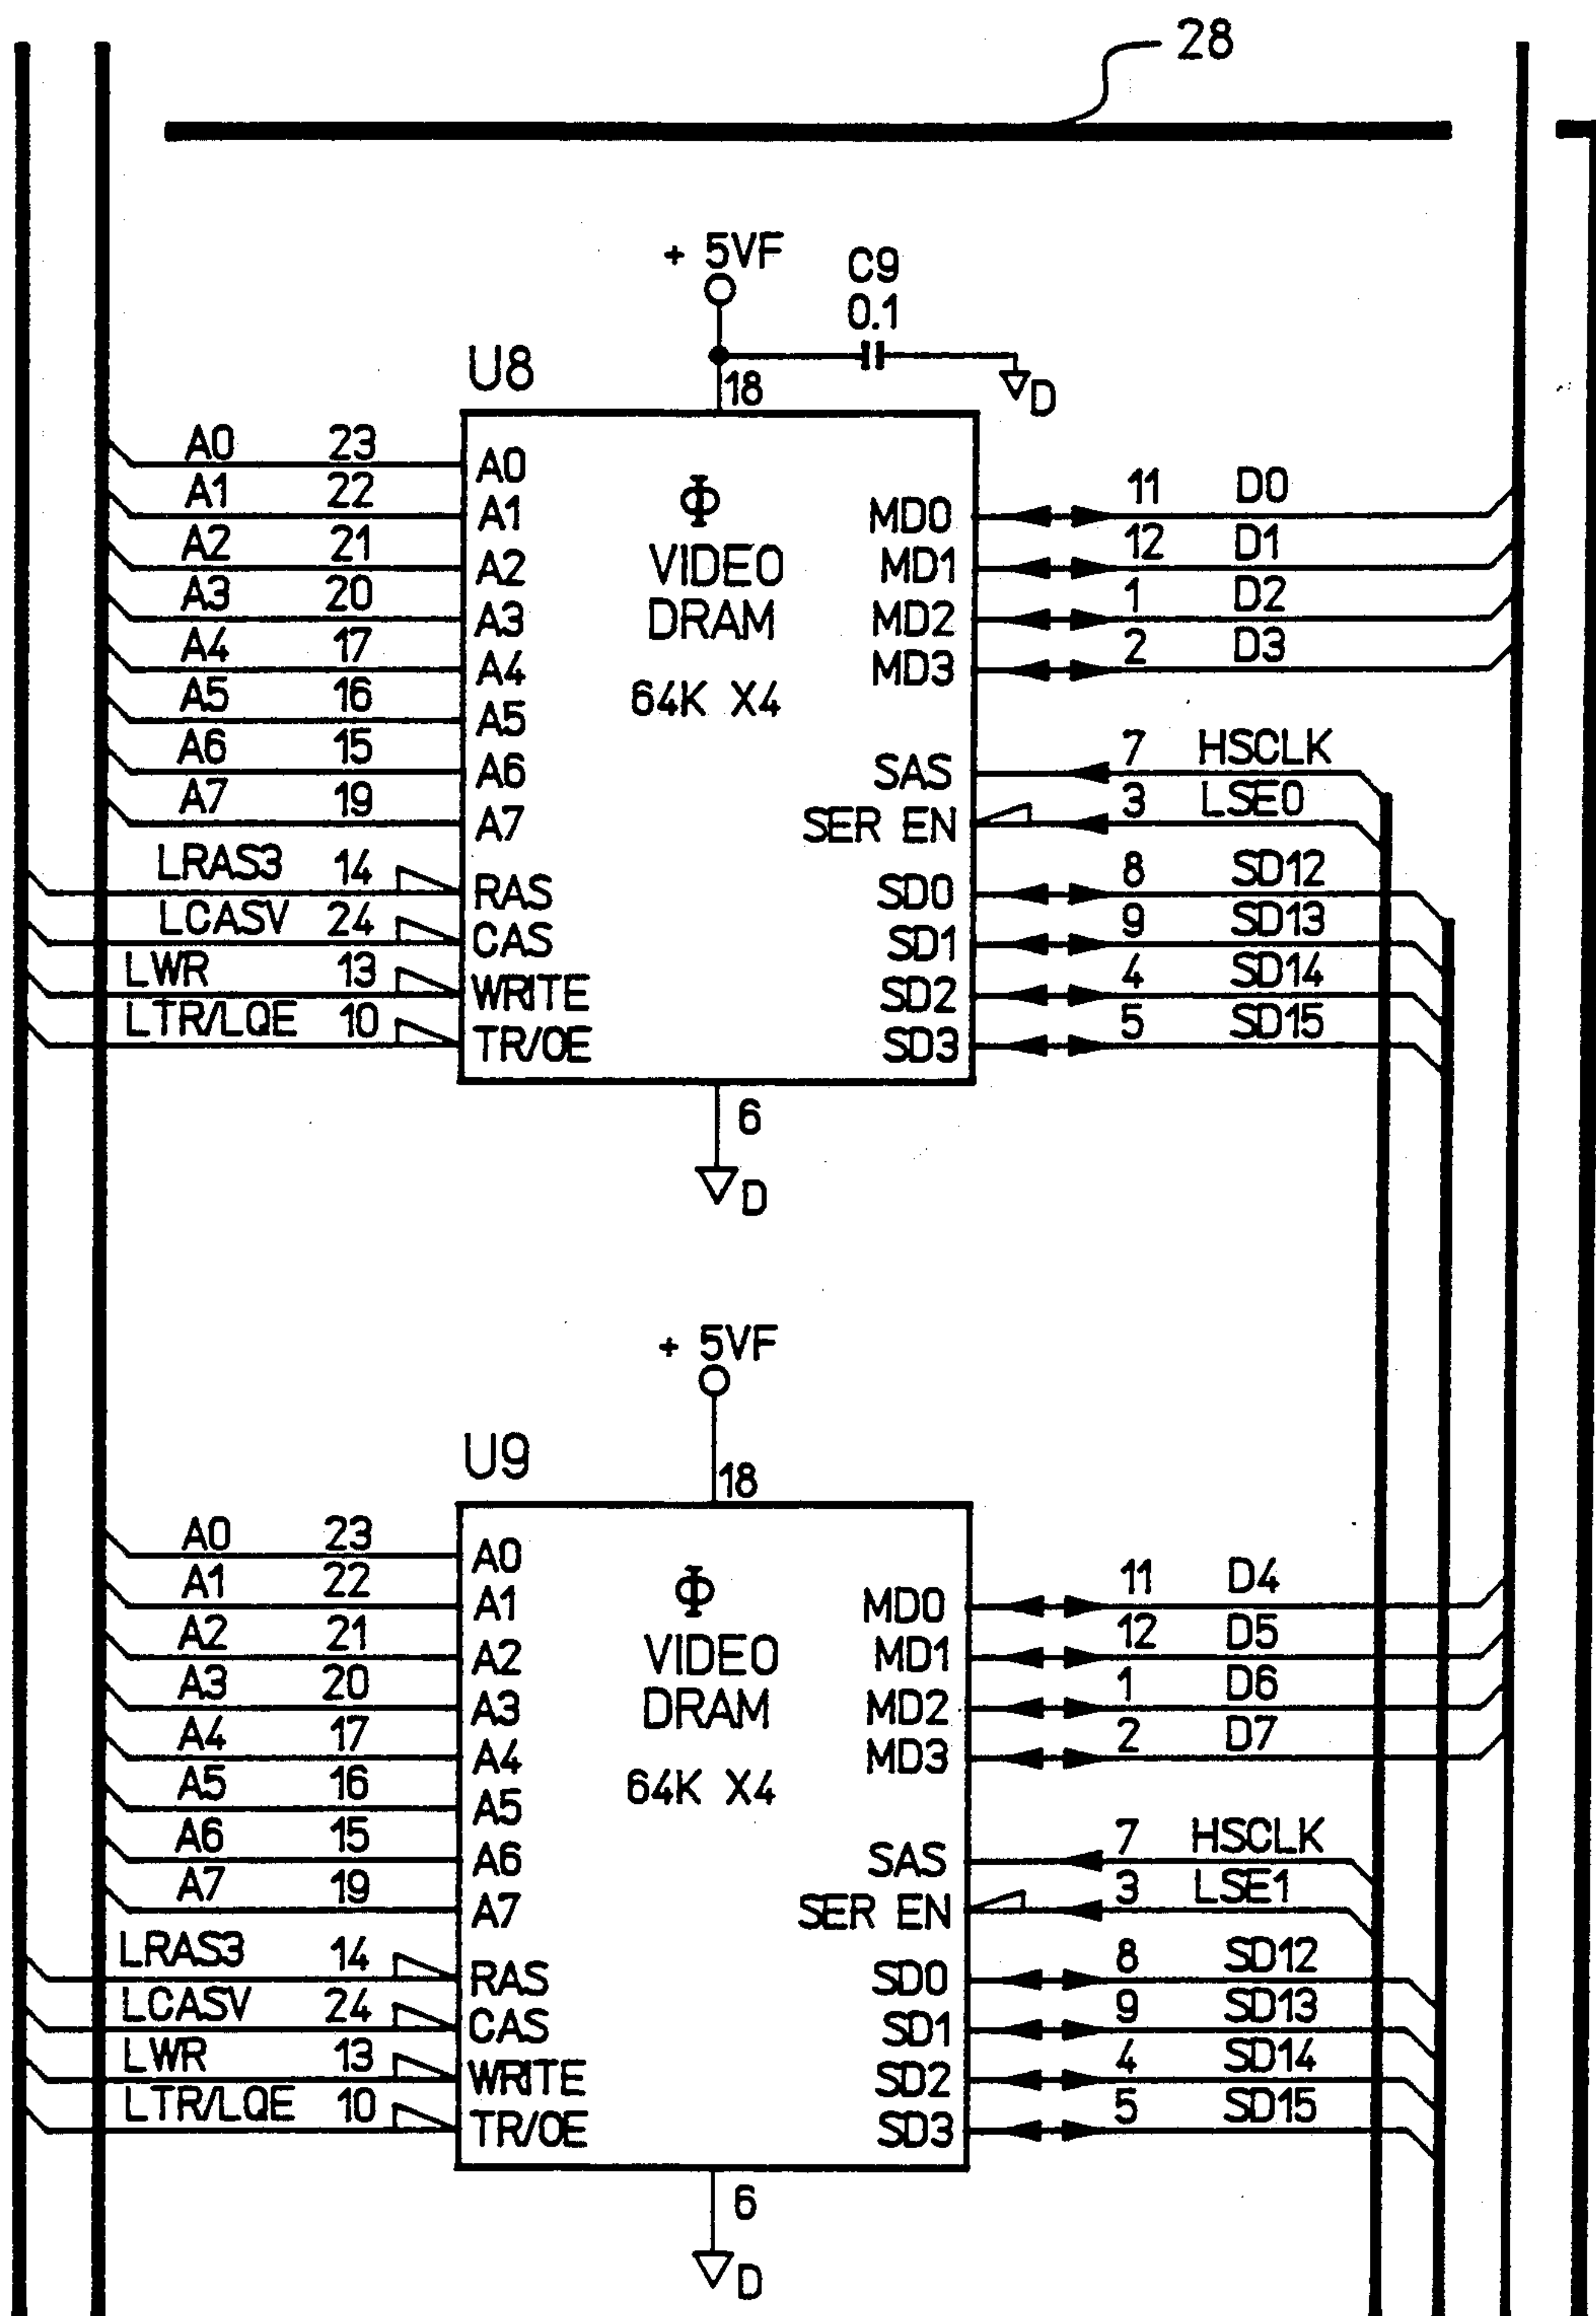 28
+ 5VF
C9
0.1
U8
18
D
A0 23 A0
A1 22 A1
A2 21 A2
A3 20 A3
A4 17 A4
A5 16 A5
A6 15 A6
A7 19 A7
LRAS3 14 RAS
LCASV 24 CAS
LWR 13 WRITE
LTR/LQE 10 TR/OE
Φ
VIDEO
DRAM
64K X4
MD0 11 D0
MD1 12 D1
MD2 1 D2
MD3 2 D3
SAS 7 HSCLK
SER EN 3 LSE0
SD0 8 SD12
SD1 9 SD13
SD2 4 SD14
SD3 5 SD15
6
D
+ 5VF
U9
18
A0 23 A0
A1 22 A1
A2 21 A2
A3 20 A3
A4 17 A4
A5 16 A5
A6 15 A6
A7 19 A7
LRAS3 14 RAS
LCASV 24 CAS
LWR 13 WRITE
LTR/LQE 10 TR/OE
Φ
VIDEO
DRAM
64K X4
MD0 11 D4
MD1 12 D5
MD2 1 D6
MD3 2 D7
SAS 7 HSCLK
SER EN 3 LSE1
SD0 8 SD12
SD1 9 SD13
SD2 4 SD14
SD3 5 SD15
6
D